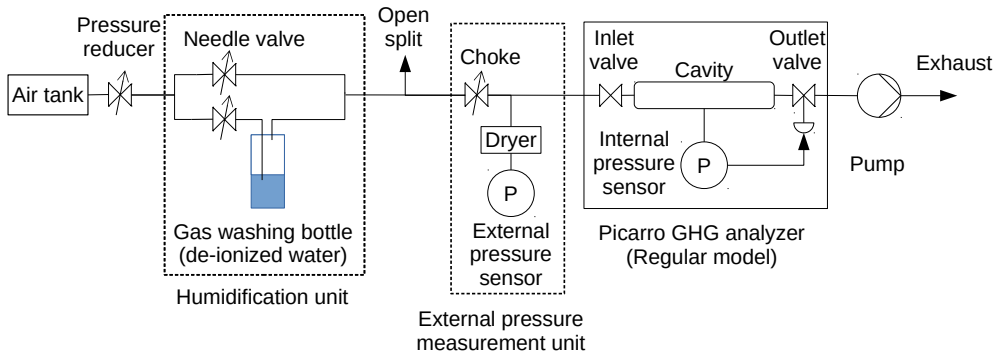 Air tank
Pressure
reducer
Needle valve
Gas washing bottle
(de-ionized water)
Humidification unit
Open
split
Choke
Dryer
P
External
pressure
sensor
External pressure
measurement unit
Inlet
valve
Cavity
Outlet
valve
Internal
pressure
sensor
P
Picarro GHG analyzer
(Regular model)
Pump
Exhaust